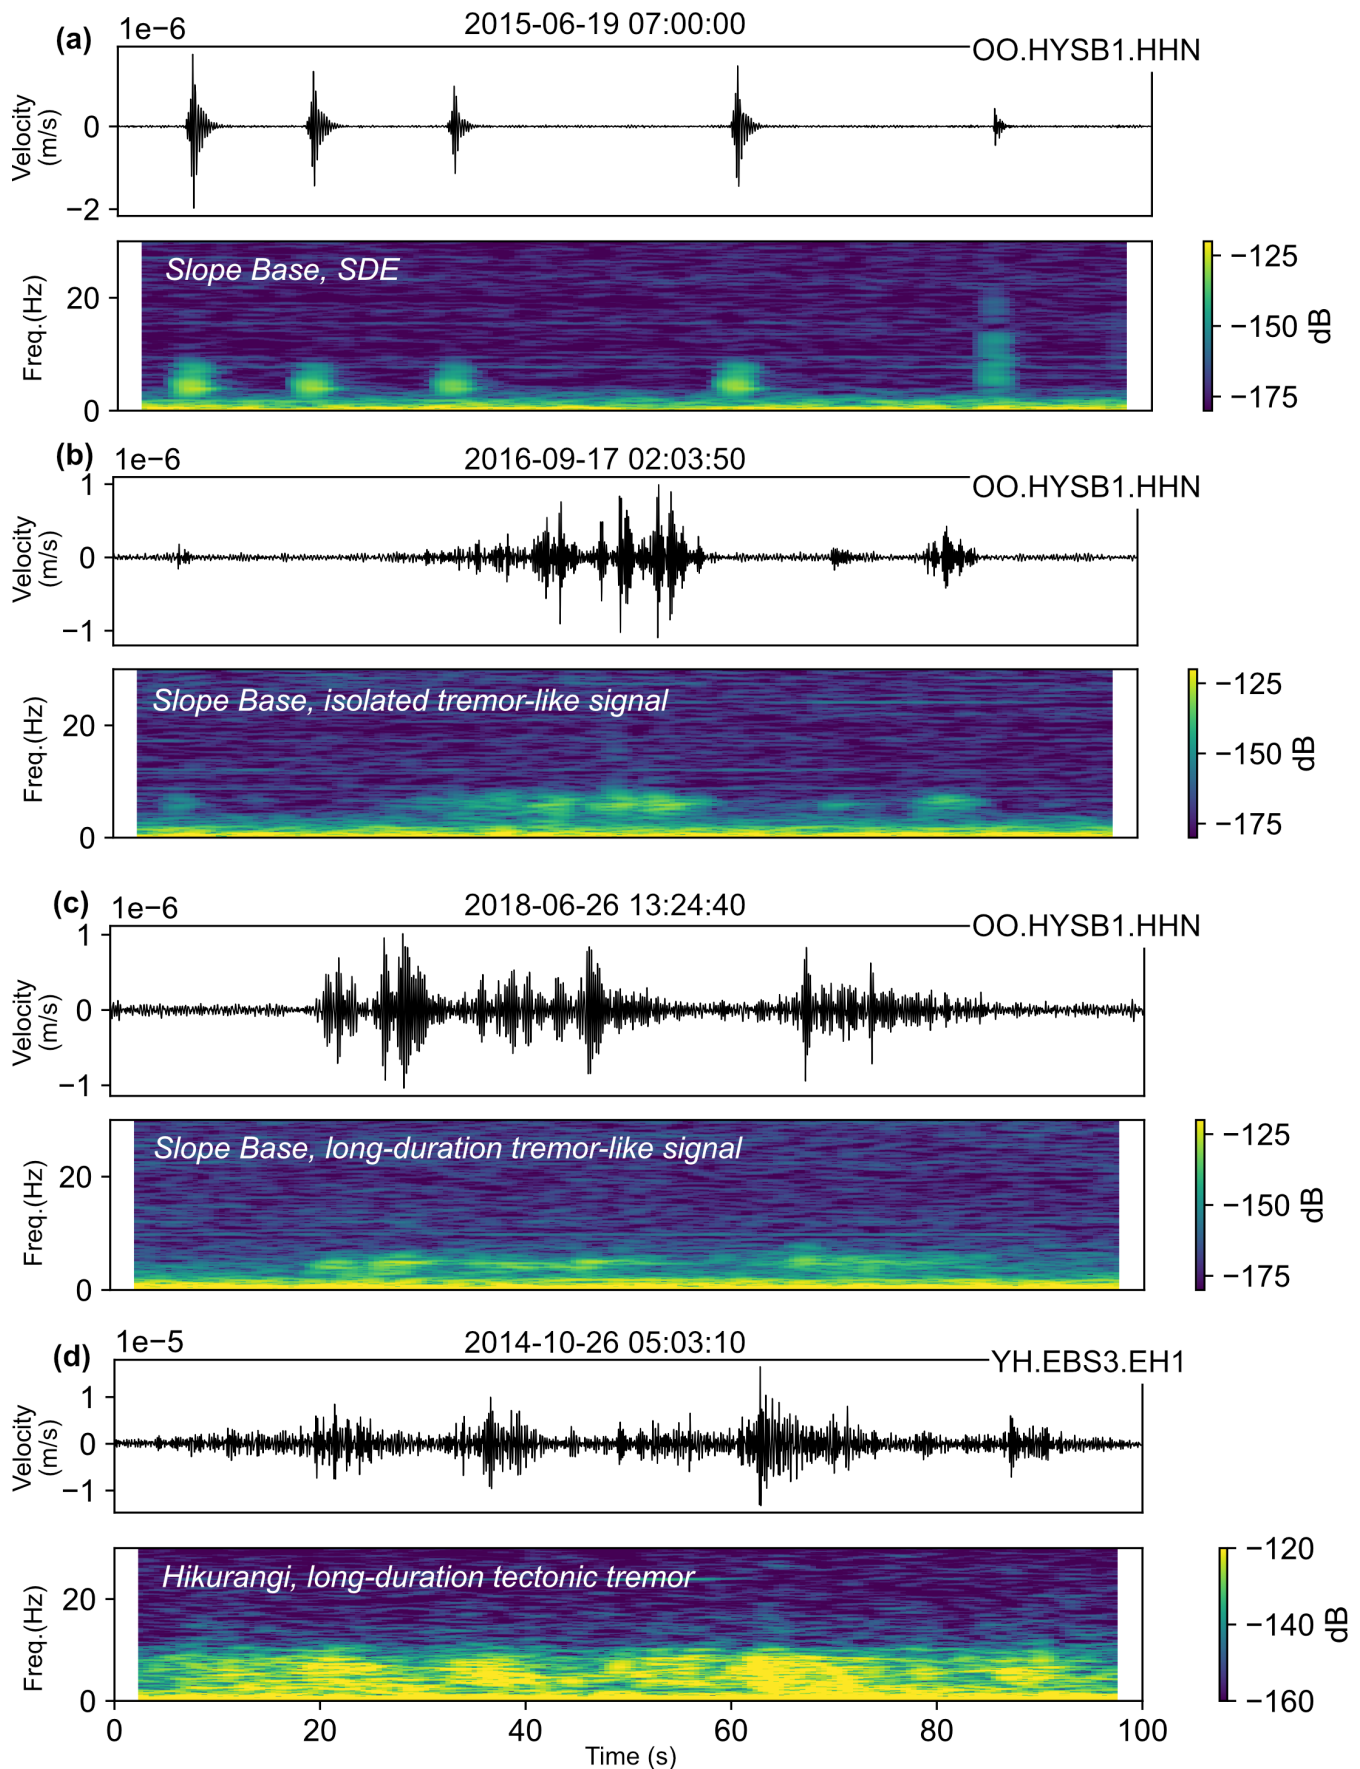 (a)
1e−6
2015-06-19 07:00:00
OO.HYSB1.HHN
Velocity
(m/s)
0
−2
Slope Base, SDE
Freq.(Hz)
20
0
−125
−150
−175
dB
(b)
1e−6
2016-09-17 02:03:50
OO.HYSB1.HHN
Velocity
(m/s)
1
0
−1
Slope Base, isolated tremor-like signal
Freq.(Hz)
20
0
−125
−150
−175
dB
(c)
1e−6
2018-06-26 13:24:40
OO.HYSB1.HHN
Velocity
(m/s)
1
0
−1
Slope Base, long-duration tremor-like signal
Freq.(Hz)
20
0
−125
−150
−175
dB
(d)
1e−5
2014-10-26 05:03:10
YH.EBS3.EH1
Velocity
(m/s)
1
0
−1
Hikurangi, long-duration tectonic tremor
Freq.(Hz)
20
0
−120
−140
−160
dB
0 20 40 60 80 100
Time (s)